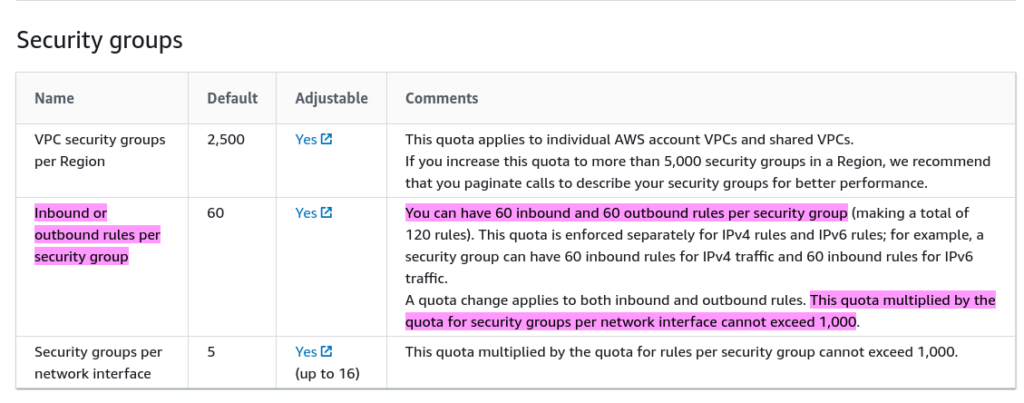 Security groups
Name Default Adjustable Comments
VPC security groups per Region 2,500 Yes This quota applies to individual AWS account VPCs and shared VPCs.
If you increase this quota to more than 5,000 security groups in a Region, we recommend
that you paginate calls to describe your security groups for better performance.
Inbound or
outbound rules per
security group
60
Yes
You can have 60 inbound and 60 outbound rules per security group (making a total of
120 rules). This quota is enforced separately for IPv4 rules and IPv6 rules; for example, a
security group can have 60 inbound rules for IPv4 traffic and 60 inbound rules for IPv6
traffic.
A quota change applies to both inbound and outbound rules. This quota multiplied by the
quota for security groups per network interface cannot exceed 1,000.
Security groups per
network interface
5
Yes
(up to 16)
This quota multiplied by the quota for rules per security group cannot exceed 1,000.